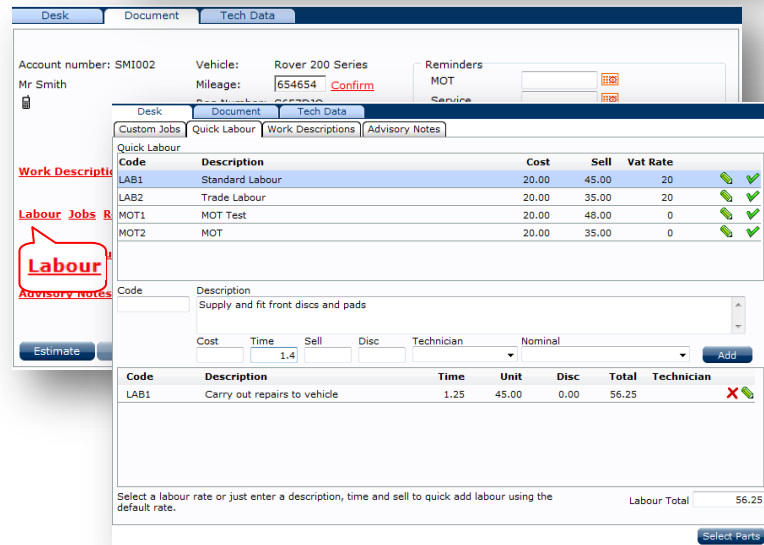 Desk Document Tech Data
Account number: SMI002 Vehicle: Rover 200 Series Reminders
Mr Smith Mileage: 654654 Confirm MOT
Service
Work Descriptio
Labour Jobs R
Labour
Advisory Notes
Estimate
Desk Document Tech Data
Custom Jobs Quick Labour Work Descriptions Advisory Notes
Quick Labour
Code Description Cost Sell Vat Rate
LAB1 Standard Labour 20.00 45.00 20
LAB2 Trade Labour 20.00 35.00 20
MOT1 MOT Test 20.00 48.00 0
MOT2 MOT 20.00 35.00 0
Code Description
Supply and fit front discs and pads
Cost Time Sell Disc Technician Nominal
1.4 Add
Code Description Time Unit Disc Total Technician
LAB1 Carry out repairs to vehicle 1.25 45.00 0.00 56.25
Select a labour rate or just enter a description, time and sell to quick add labour using the
default rate.
Labour Total 56.25
Select Parts